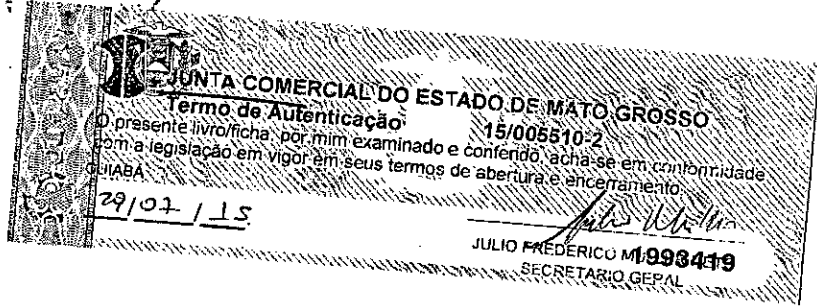 JUNTA COMERCIAL DO ESTADO DE MATO GROSSO
Termo de Autenticação 15/005510-2
O presente livro/ficha, por mim examinado e conferido, acha-se em conformidade
com a legislação em vigor em seus termos de abertura e encerramento.
CUIABÁ
29/07/15
JULIO FREDERICO 1993419
SECRETARIO GERAL